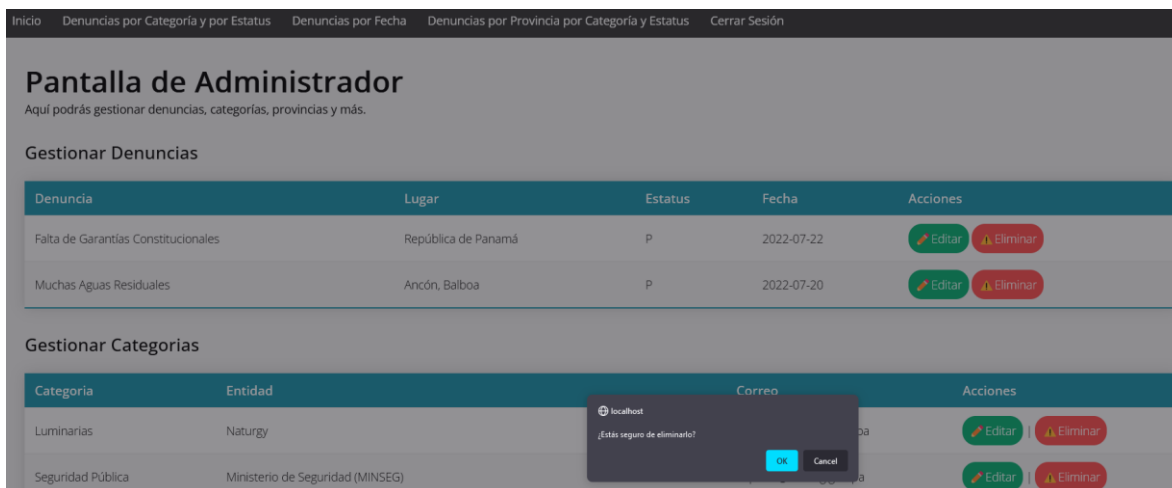 Inicio Denuncias por Categoría y por Estatus Denuncias por Fecha Denuncias por Provincia por Categoría y Estatus Cerrar Sesión
Pantalla de Administrador
Aquí podrás gestionar denuncias, categorías, provincias y más.
Gestionar Denuncias
Denuncia Lugar Estatus Fecha Acciones
Falta de Garantías Constitucionales República de Panamá P 2022-07-22 Editar Eliminar
Muchas Aguas Residuales Ancón, Balboa P 2022-07-20 Editar Eliminar
Gestionar Categorias
Categoria Entidad Correo Acciones
Luminarias Naturgy Editar | Eliminar
Seguridad Pública Ministerio de Seguridad (MINSEG) Editar | Eliminar
localhost
¿Estás seguro de eliminarlo?
OK Cancel